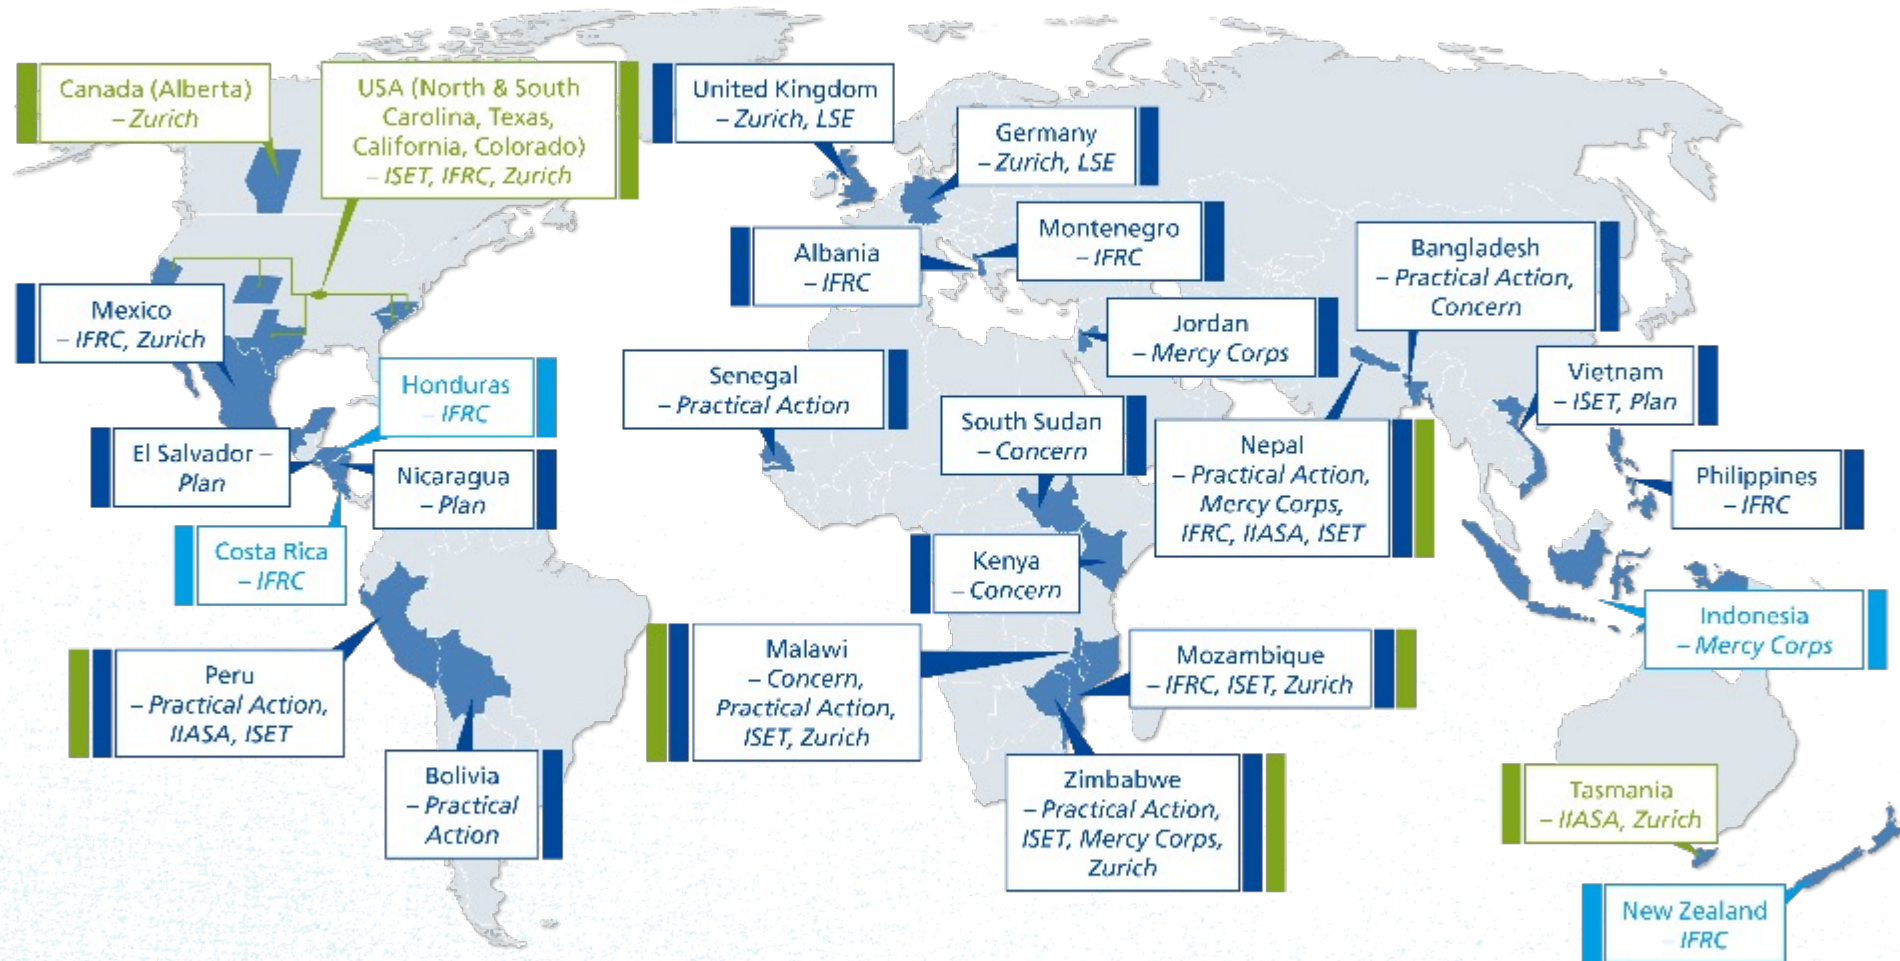 Canada (Alberta)
– Zurich
USA (North & South
Carolina, Texas,
California, Colorado)
– ISET, IFRC, Zurich
United Kingdom
– Zurich, LSE
Germany
– Zurich, LSE
Albania
– IFRC
Montenegro
– IFRC
Bangladesh
– Practical Action,
Concern
Mexico
– IFRC, Zurich
Jordan
– Mercy Corps
Honduras
– IFRC
Senegal
– Practical Action
Vietnam
– ISET, Plan
South Sudan
– Concern
Nepal
– Practical Action,
Mercy Corps,
IFRC, IIASA, ISET
El Salvador –
Plan
Nicaragua
– Plan
Philippines
– IFRC
Costa Rica
– IFRC
Kenya
– Concern
Indonesia
– Mercy Corps
Peru
– Practical Action,
IIASA, ISET
Malawi
– Concern,
Practical Action,
ISET, Zurich
Mozambique
– IFRC, ISET, Zurich
Bolivia
– Practical
Action
Zimbabwe
– Practical Action,
ISET, Mercy Corps,
Zurich
Tasmania
– IIASA, Zurich
New Zealand
– IFRC